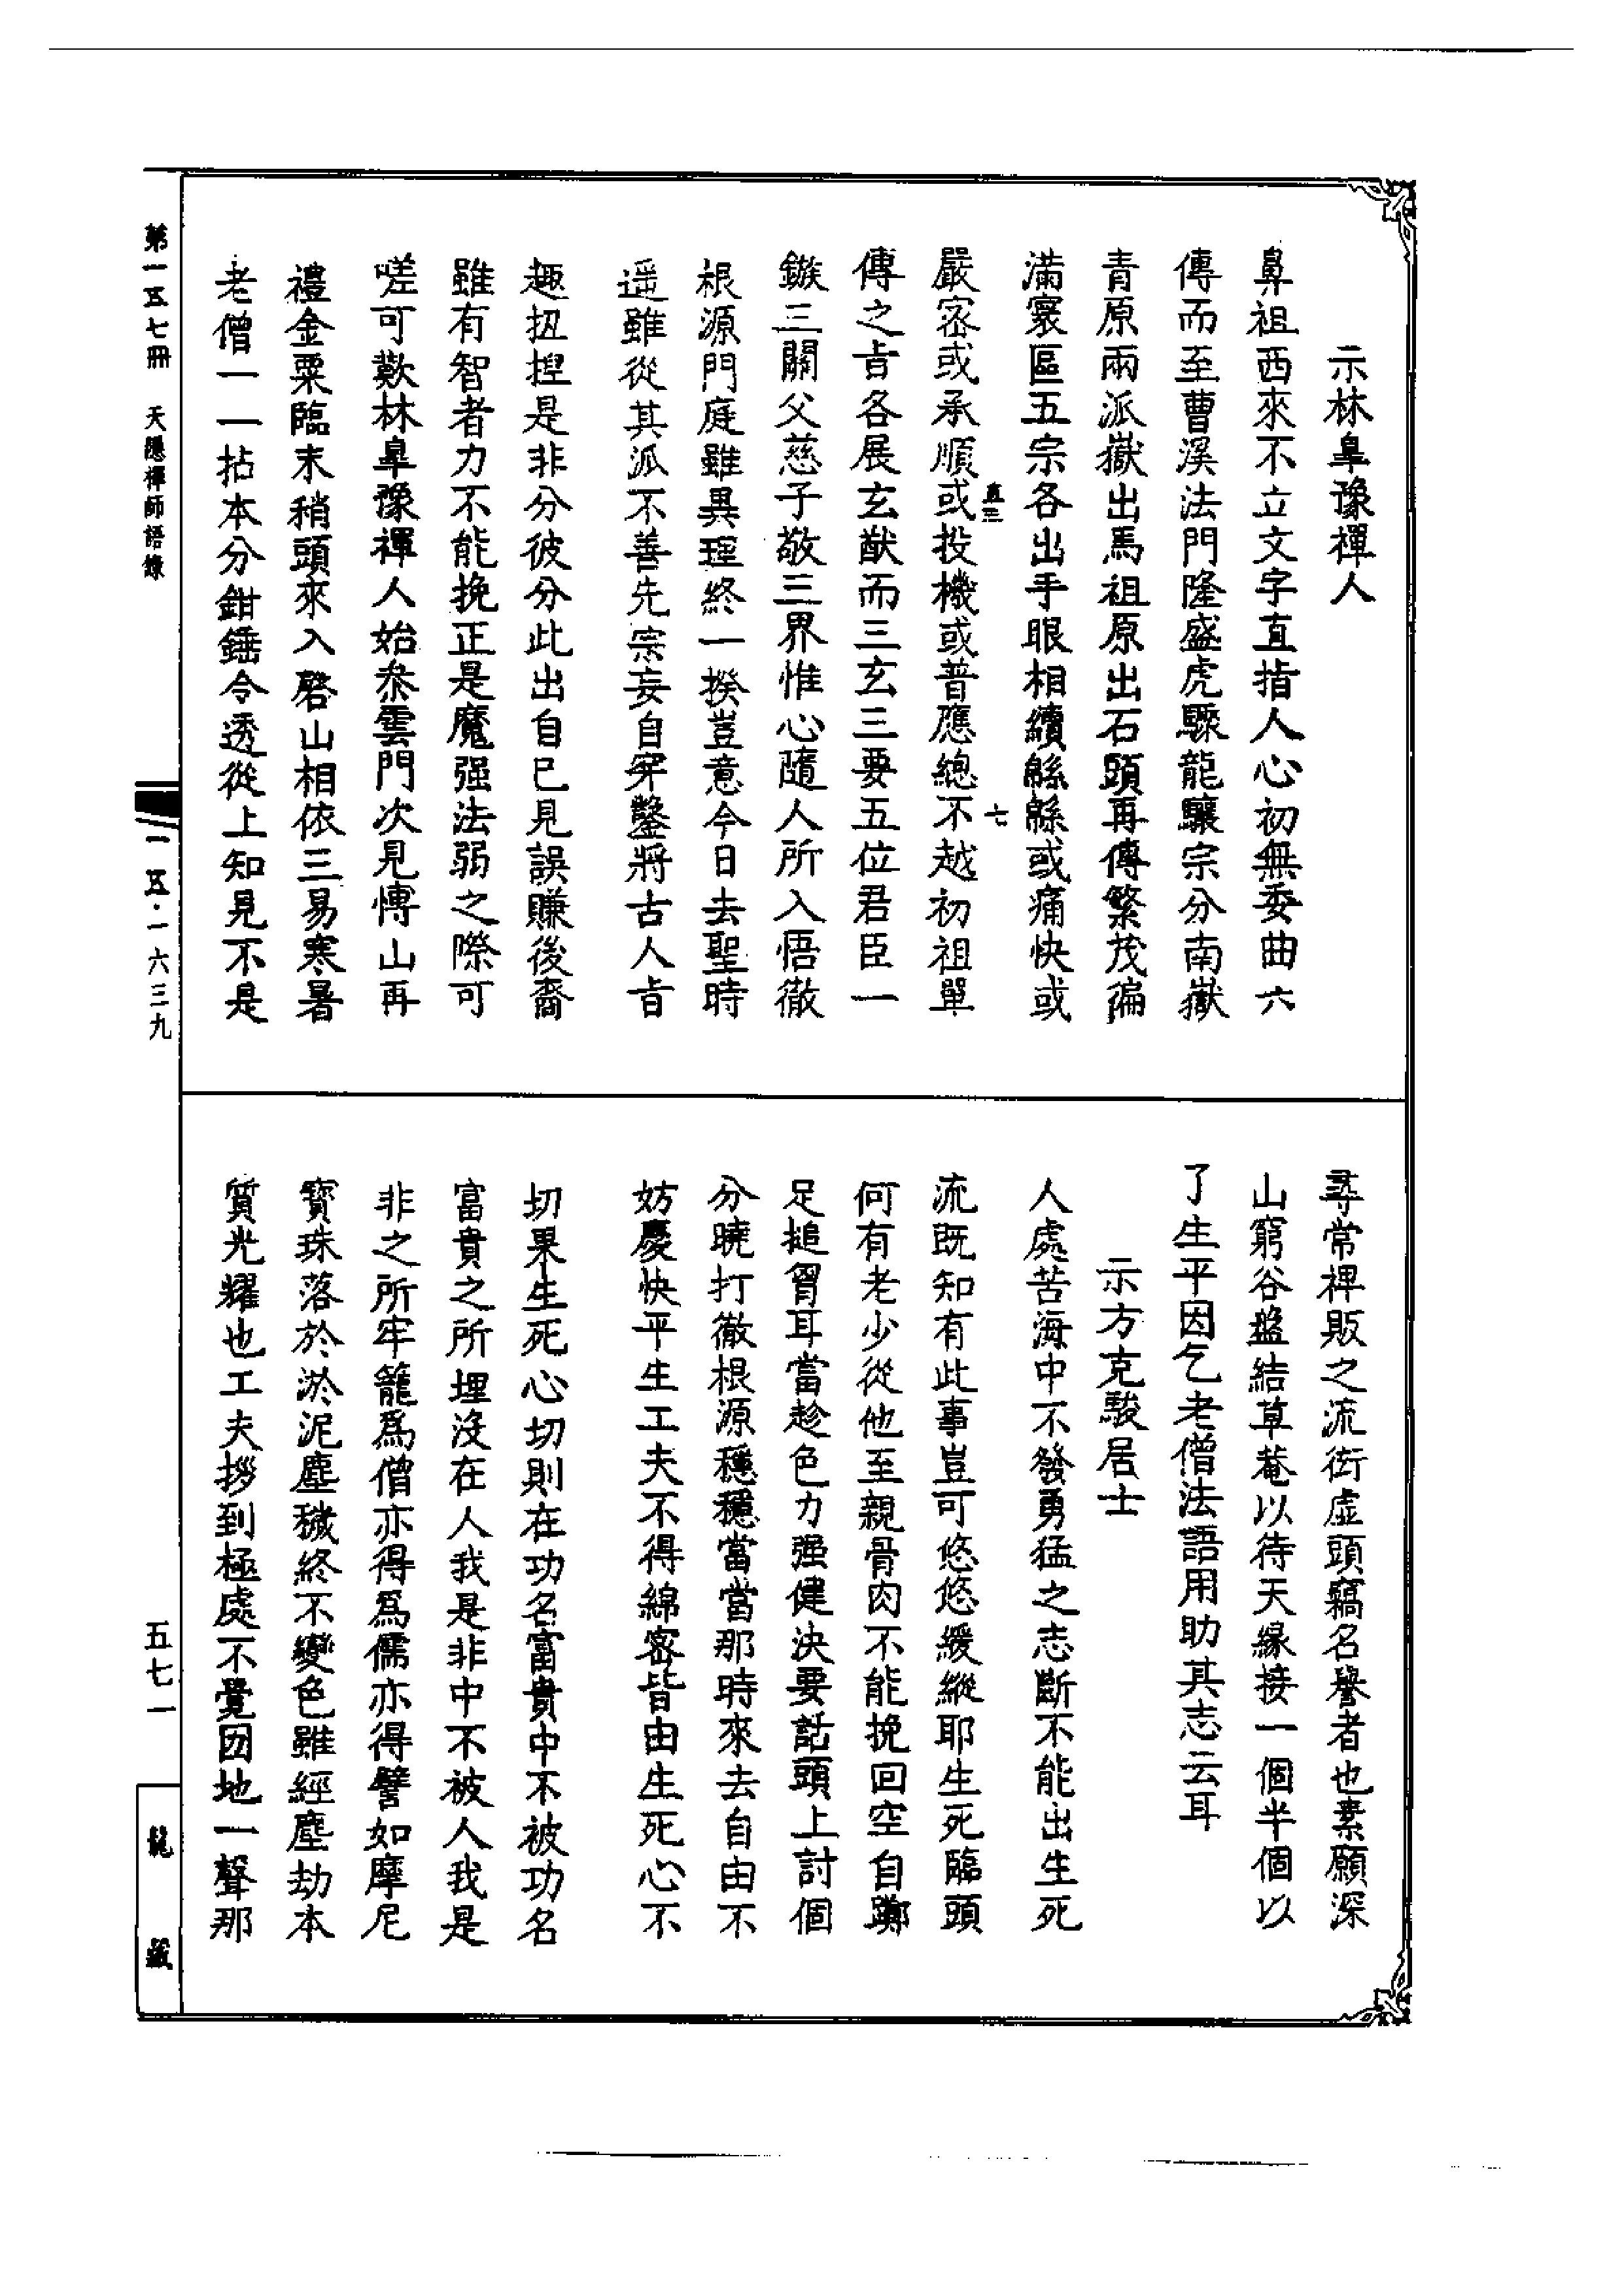 示林臯豫禪人
鼻祖西來不立文字直指人心初無委曲六
傳而至曹溪法門隆盛虎驟龍驤宗分南嶽
青原兩派嶽出馬祖原出石頭再傳繁茂徧
滿寰區五宗各出手眼相續緜緜或痛快或
嚴密或承順或投機或普應總不越初祖單
直三
七
傳之㫖各展玄猷而三玄三要五位君臣一
鏃三關父慈子敬三界惟心隨人所入悟徹
根源門庭雖異理終一揆豈意今日去聖時
遥雖從其派不善先宗妄自穿鑿將古人㫖
趣扭揑是非分彼分此出自己見誤賺後裔
雖有智者力不能挽正是魔强法弱之際可
嗟可歎林臯豫禪人始叅雲門次見博山再
禮金粟臨末稍頭來入磬山相依三易寒暑
老僧一一拈本分鉗錘令透從上知見不是
尋常裨販之流衒虛頭竊名譽者也素願深
山窮谷盤結草菴以待天緣接一個半個以
了生平因乞老僧法語用助其志云耳
示方克駿居士
人處苦海中不發勇猛之志斷不能出生死
流既知有此事豈可悠悠緩縱耶生死臨頭
何有老少從他至親骨肉不能挽回空自躑
足搥胷耳當趁色力强健決要話頭上討個
分曉打徹根源穩穩當當那時來去自由不
妨慶快平生工夫不得綿密皆由生死心不
切果生死心切則在功名富貴中不被功名
富貴之所埋沒在人我是非中不被人我是
非之所牢籠爲僧亦得爲儒亦得譬如摩尼
寳珠落於淤泥塵穢終不變色雖經塵劫本
質光耀也工夫拶到極處不覺囡地一聲那
第一五七冊　天隱禪師語錄
一五·一六三九
五七一
龍藏